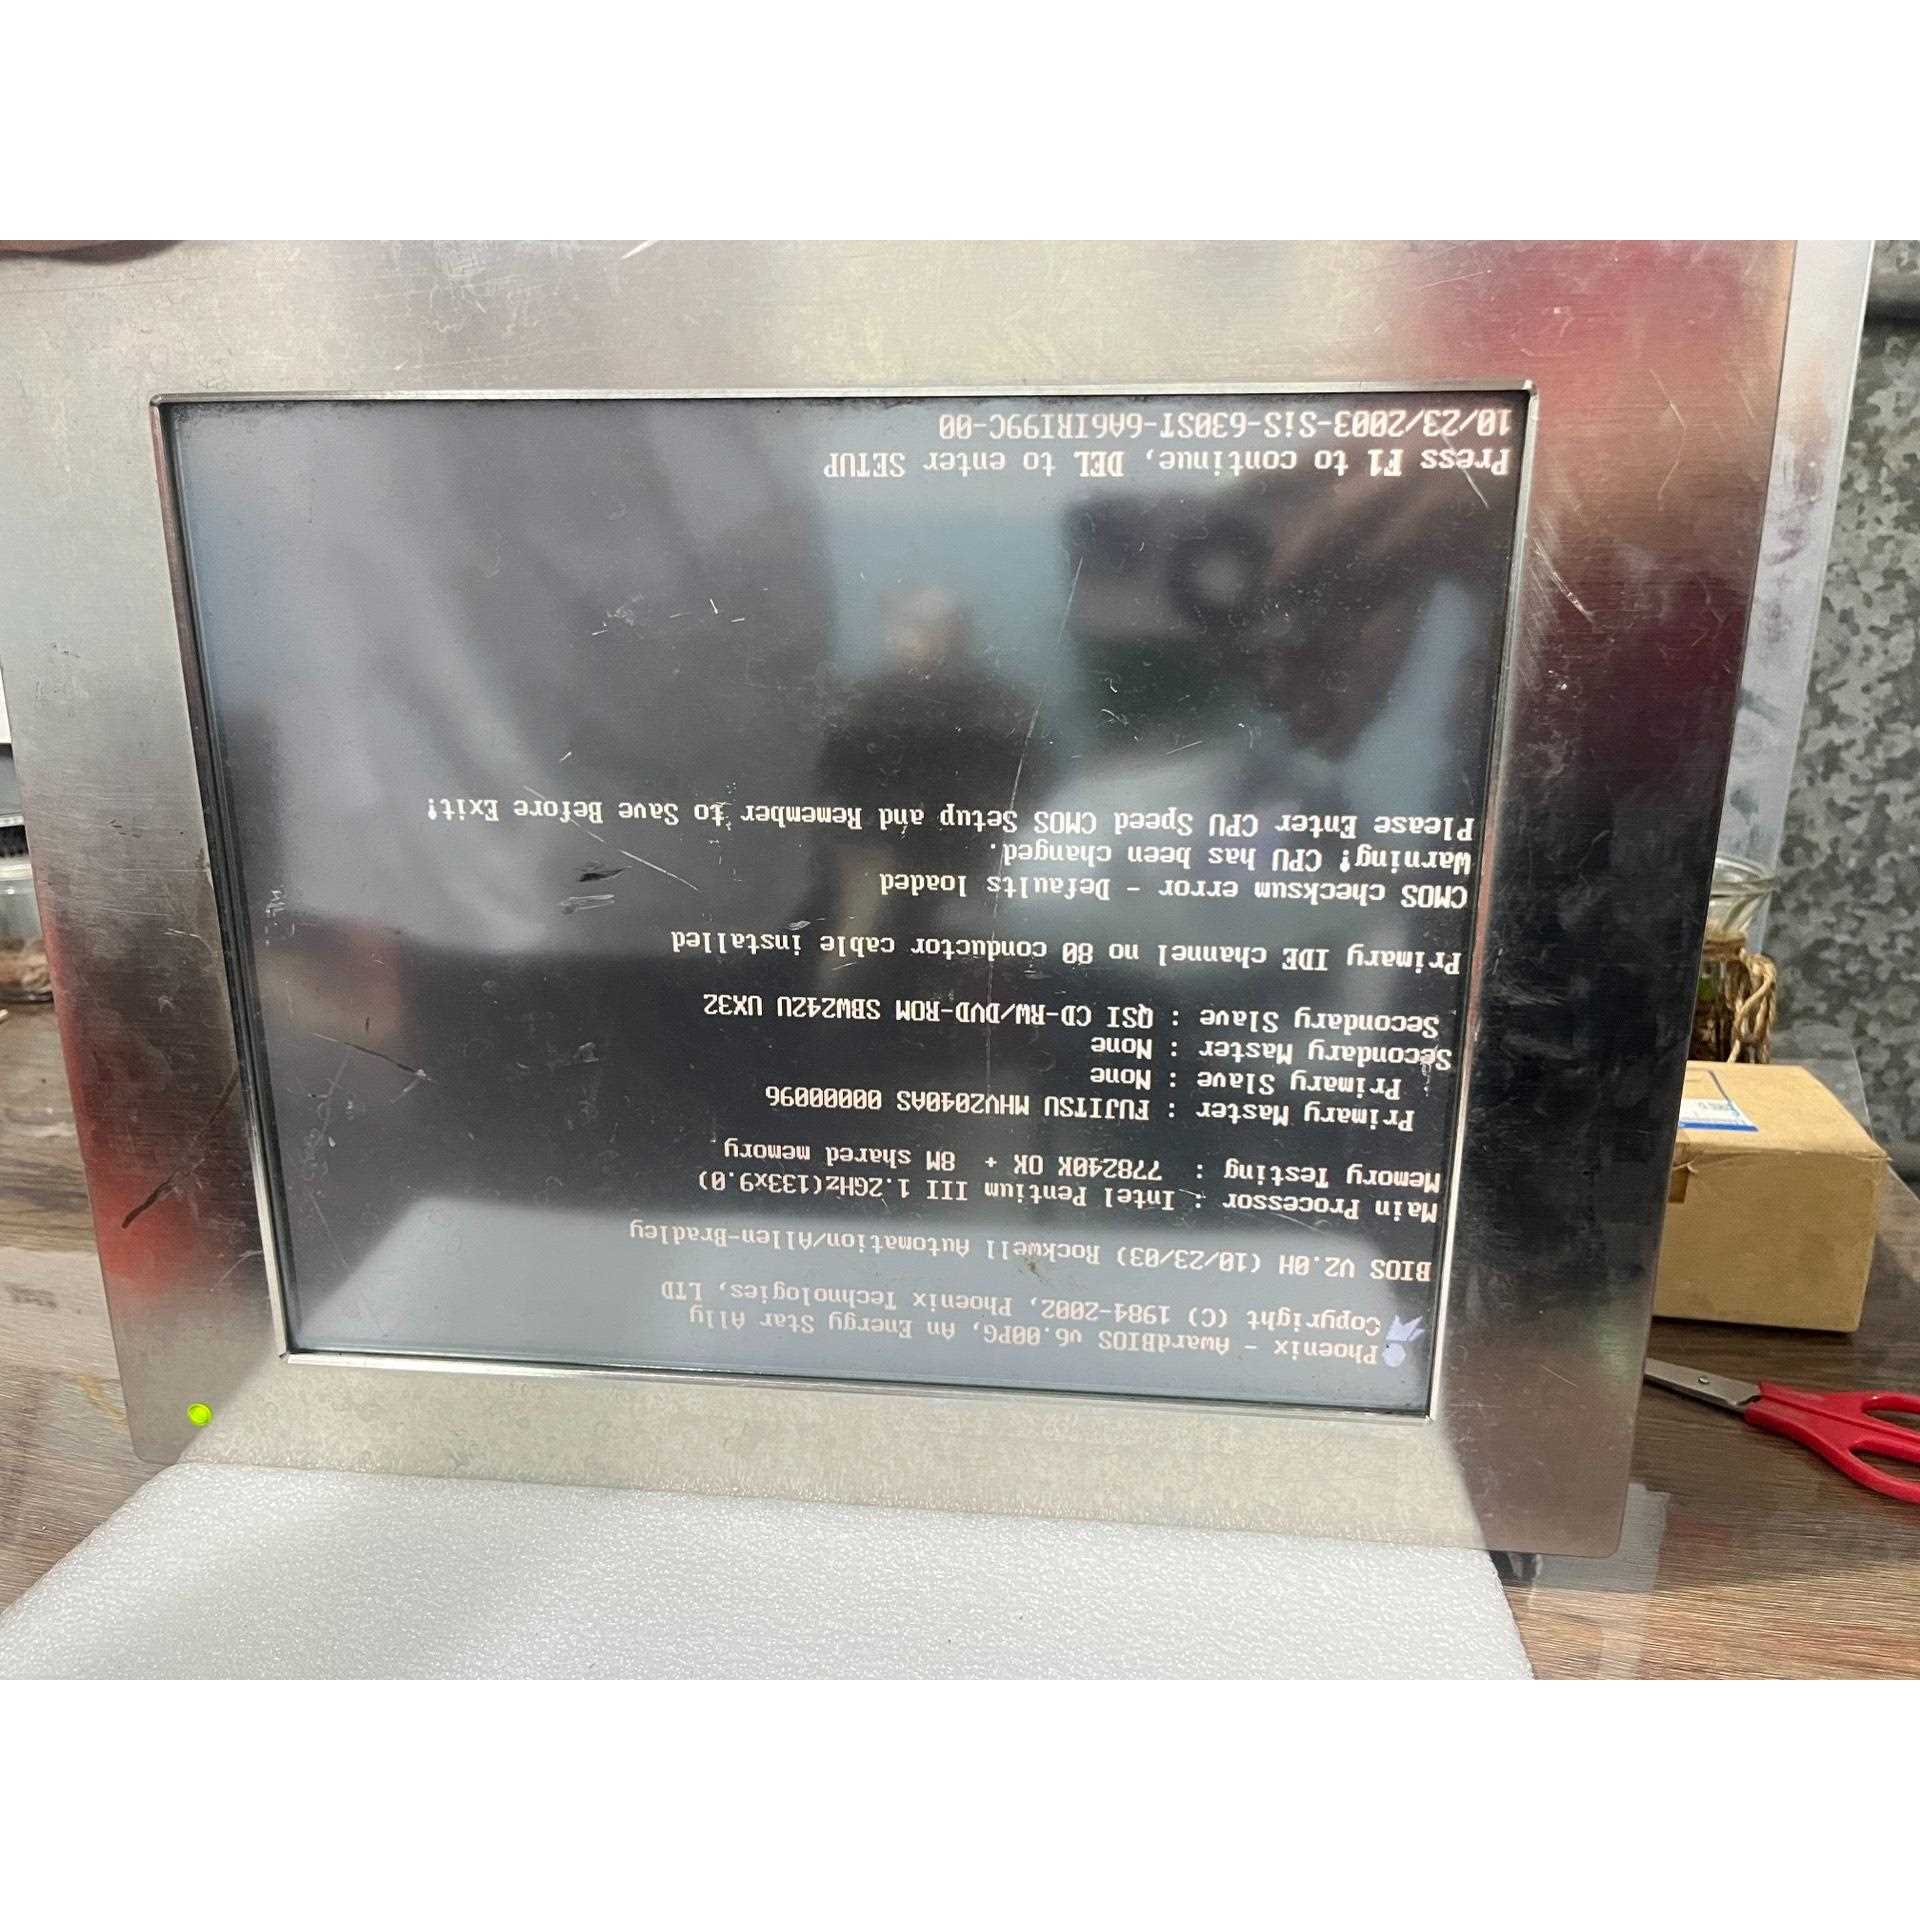 Phoenix - AwardBIOS v6.00PG, An Energy Star Ally
Copyright (C) 1984-2002, Phoenix Technologies, LTD
BIOS V2.0H (10/23/03) Rockwell Automation/Allen-Bradley
Main Processor : Intel Pentium III 1.2GHz(133x9.0)
Memory Testing : 778240K OK + 8M shared memory
Primary Master : FUJITSU MHV2040AS 00000096
Primary Slave : None
Secondary Master : None
Secondary Slave : QSI CD-RW/DVD-ROM SBW242U UX32
Primary IDE channel no 80 conductor cable installed
CMOS checksum error - Defaults loaded
Warning! CPU has been changed.
Please Enter CPU Speed CMOS Setup and Remember to Save Before Exit!
Press F1 to continue, DEL to enter SETUP
10/23/2003-SiS-630ST-6A6IRI99C-00